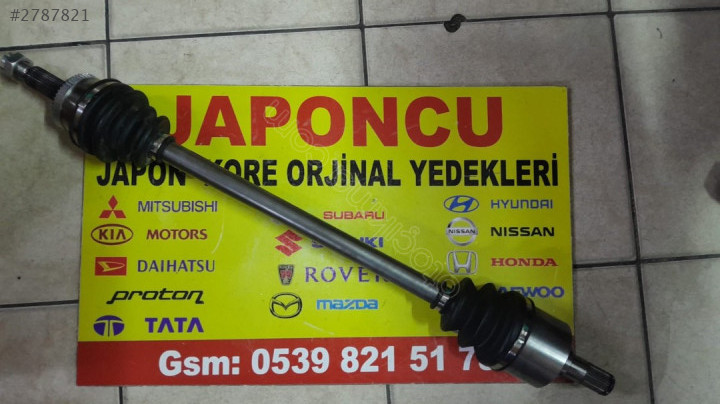 #2787821
JAPONCU
JAPON KORE ORJİNAL YEDEKLERİ
MITSUBISHI
SUBARU
HYUNDAI
KIA MOTORS
NISSAN
DAIHATSU
ROVER
HONDA
PROTON
mazda
TATA
Gsm: 0539 821 51